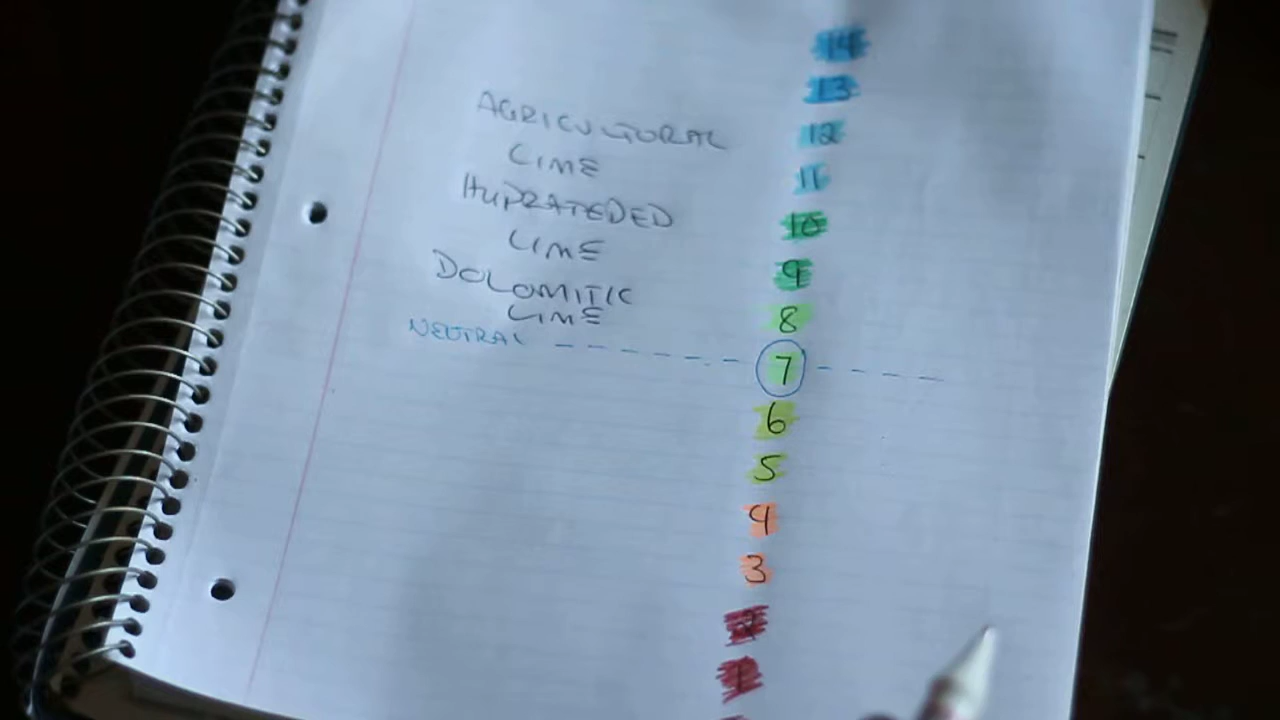 14
13
AGRICULTURAL
12
LIME
11
HYDRATEDED
10
LIME
9
DOLOMITIC
LIME
8
NEUTRAL
7
6
5
4
3
2
1